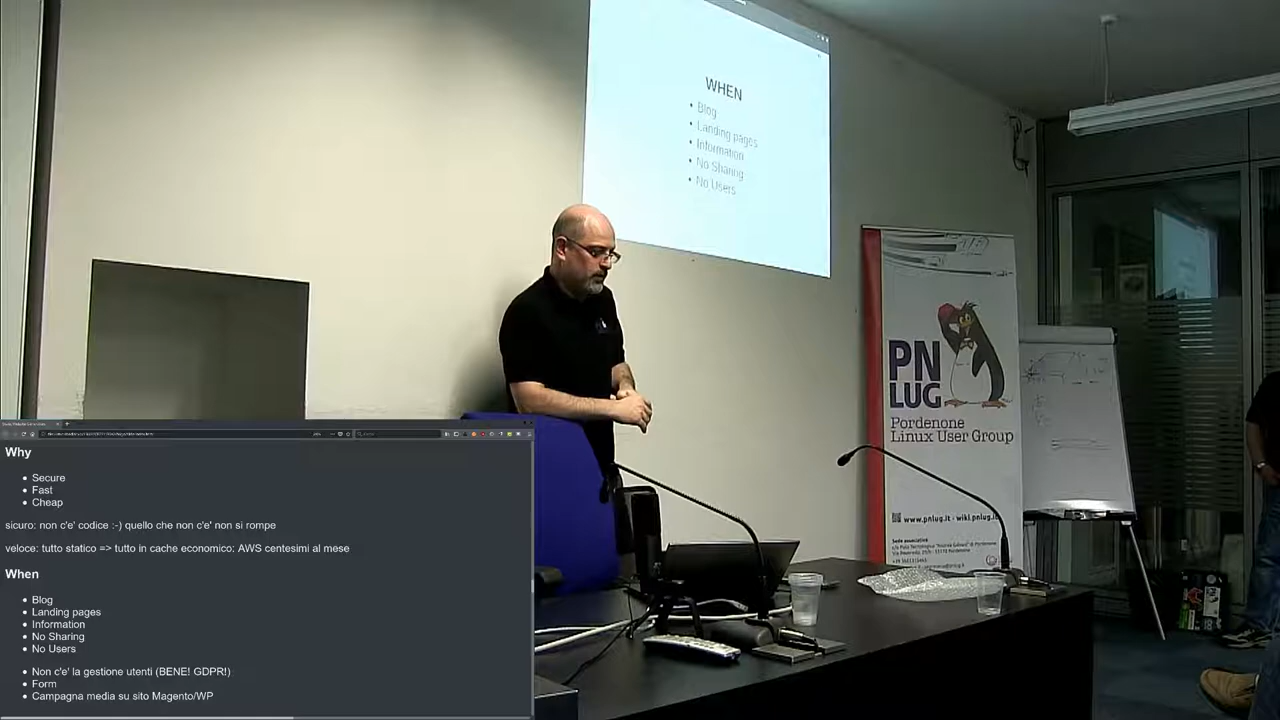 WHEN
• Blog
• Landing pages
• Information
• No Sharing
• No Users
PN
LUG
Pordenone
Linux User Group
www.pnlug.it - wiki.pnlug.it
Sede associativa
Why
• Secure
• Fast
• Cheap
sicuro: non c'e' codice :-) quello che non c'e' non si rompe
veloce: tutto statico => tutto in cache economico: AWS centesimi al mese
When
• Blog
• Landing pages
• Information
• No Sharing
• No Users
• Non c'e' la gestione utenti (BENE! GDPR!)
• Form
• Campagna media su sito Magento/WP